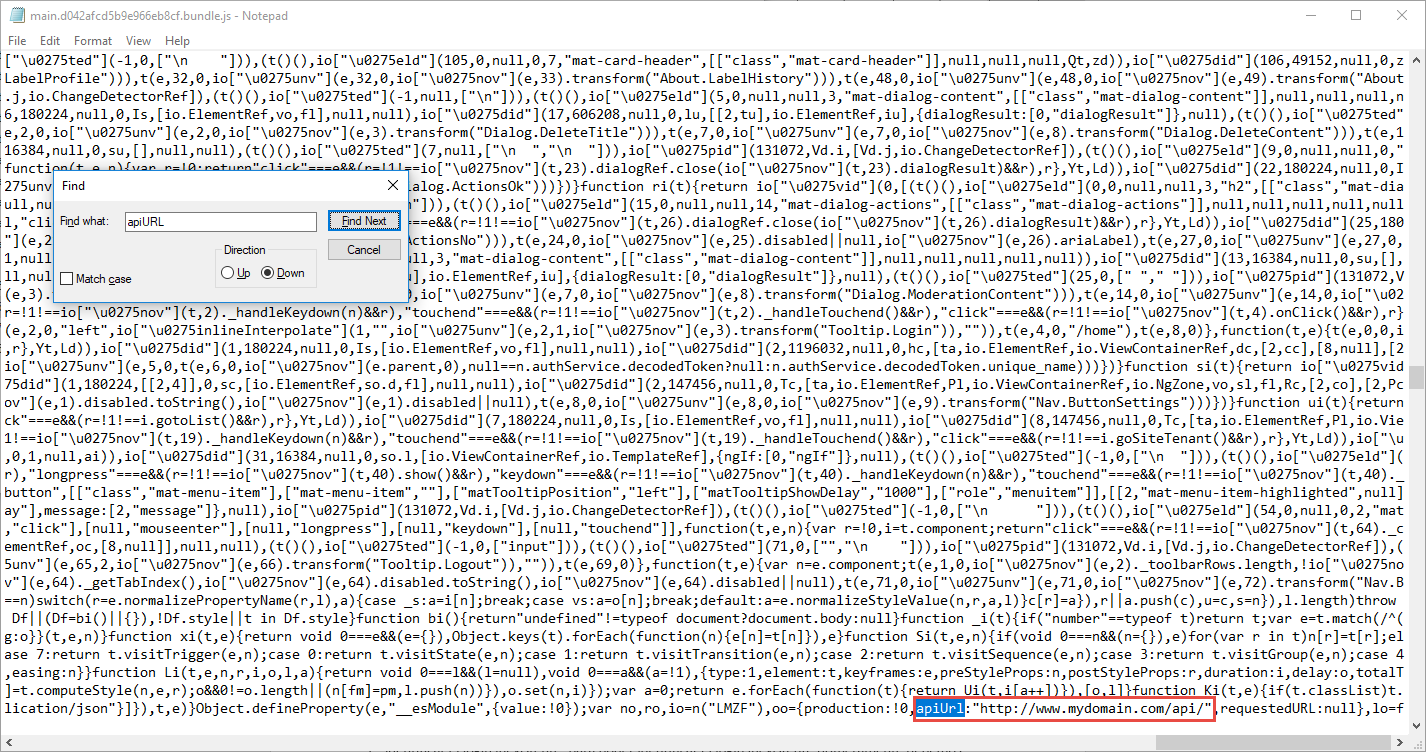 main.d042afcd5b9e966eb8cf.bundle.js - Notepad
File Edit Format View Help
["\u0275ted"](-1,0,["\n    "])),(t()(),io["\u0275eld"](105,0,null,0,7,"mat-card-header",[["class","mat-card-header"]],null,null,null,Qt,zd)),io["\u0275did"](106,49152,null,0,z
LabelProfile"))),t(e,32,0,io["\u0275unv"](e,32,0,io["\u0275nov"](e,33).transform("About.LabelHistory"))),t(e,48,0,io["\u0275unv"](e,48,0,io["\u0275nov"](e,49).transform("About
.j,io.ChangeDetectorRef]),(t()(),io["\u0275ted"](-1,null,["\n"])),(t()(),io["\u0275eld"](5,0,null,null,3,"mat-dialog-content",[["class","mat-dialog-content"]],null,null,null,n
6,180224,null,0,Is,[io.ElementRef,vo,fl],null,null),io["\u0275did"](17,606208,null,0,lu,[[2,tu],io.ElementRef,iu],{dialogResult:[0,"dialogResult"]},null),(t()(),io["\u0275ted"
e,2,0,io["\u0275unv"](e,2,0,io["\u0275nov"](e,3).transform("Dialog.DeleteTitle"))),t(e,7,0,io["\u0275unv"](e,7,0,io["\u0275nov"](e,8).transform("Dialog.DeleteContent"))),t(e,1
16384,null,0,su,[],null,null),(t()(),io["\u0275ted"](7,null,["\n  ","\n  "])),io["\u0275pid"](131072,Vd.i,[Vd.j,io.ChangeDetectorRef]),(t()(),io["\u0275eld"](9,0,null,null,0,"
function(t,e,n){var r=!0;return"click"===e&&(r=!1!==io["\u0275nov"](t,23).dialogRef.close(io["\u0275nov"](t,23).dialogResult)&&r),r},Yt,Ld)),io["\u0275did"](22,180224,null,0,I
275unv alog.ActionsOk")))})}function ri(t){return io["\u0275vid"](0,[(t()(),io["\u0275eld"](0,0,null,null,3,"h2",[["class","mat-dia
ull,nu io["\u0275eld"](15,0,null,null,14,"mat-dialog-actions",[["class","mat-dialog-actions"]],null,null,null,null,null
l,"cli ===e&&(r=!1!==io["\u0275nov"](t,26).dialogRef.close(io["\u0275nov"](t,26).dialogResult)&&r),r},Yt,Ld)),io["\u0275did"](25,180
"](e,2 ctionsNo"))),t(e,24,0,io["\u0275nov"](e,25).disabled||null,io["\u0275nov"](e,26).ariaLabel),t(e,27,0,io["\u0275unv"](e,27,0
1,null ull,3,"mat-dialog-content",[["class","mat-dialog-content"]],null,null,null,null,null)),io["\u0275did"](13,16384,null,0,su,[],
ll,nul ],io.ElementRef,iu],{dialogResult:[0,"dialogResult"]},null),(t()(),io["\u0275ted"](25,0,[" "," "])),io["\u0275pid"](131072,V
(e,3). 0,io["\u0275unv"](e,7,0,io["\u0275nov"](e,8).transform("Dialog.ModerationContent"))),t(e,14,0,io["\u0275unv"](e,14,0,io["\u02
Find
Find what: apiURL
Find Next
Cancel
Direction
Up Down
Match case
r=!1!==io["\u0275nov"](t,2)._handleKeydown(n)&&r),"touchend"===e&&(r=!1!==io["\u0275nov"](t,2)._handleTouchend()&&r),"click"===e&&(r=!1!==io["\u0275nov"](t,4).onClick()&&r),r}
(e,2,0,"left",io["\u0275inlineInterpolate"](1,"",io["\u0275unv"](e,2,1,io["\u0275nov"](e,3).transform("Tooltip.Login")),"")),t(e,4,0,"/home"),t(e,8,0)},function(t,e){t(e,0,0,i
,r},Yt,Ld)),io["\u0275did"](1,180224,null,0,Is,[io.ElementRef,vo,fl],null,null),io["\u0275did"](2,1196032,null,0,hc,[ta,io.ElementRef,io.ViewContainerRef,dc,[2,cc],[8,null],[2
io["\u0275unv"](e,5,0,t(e,6,0,io["\u0275nov"](e.parent,0),null==n.authService.decodedToken?null:n.authService.decodedToken.unique_name)))})}function si(t){return io["\u0275vid
75did"](1,180224,[[2,4]],0,sc,[io.ElementRef,so.d,fl],null,null),io["\u0275did"](2,147456,null,0,Tc,[ta,io.ElementRef,Pl,io.ViewContainerRef,io.NgZone,vo,sl,fl,Rc,[2,co],[2,Pc
ov"](e,1).disabled.toString(),io["\u0275nov"](e,1).disabled||null),t(e,8,0,io["\u0275unv"](e,8,0,io["\u0275nov"](e,9).transform("Nav.ButtonSettings")))})}function ui(t){return
ck"===e&&(r=!1!==i.gotoList()&&r),r},Yt,Ld)),io["\u0275did"](7,180224,null,0,Is,[io.ElementRef,vo,fl],null,null),io["\u0275did"](8,147456,null,0,Tc,[ta,io.ElementRef,Pl,io.Vie
1!==io["\u0275nov"](t,19)._handleKeydown(n)&&r),"touchend"===e&&(r=!1!==io["\u0275nov"](t,19)._handleTouchend()&&r),"click"===e&&(r=!1!==i.goSiteTenant()&&r),r},Yt,Ld)),io["\u
,0,1,null,ai)),io["\u0275did"](31,16384,null,0,so.l,[io.ViewContainerRef,io.TemplateRef],{ngIf:[0,"ngIf"]},null),(t()(),io["\u0275ted"](-1,0,["\n  "])),(t()(),io["\u0275eld"](
r),"longpress"===e&&(r=!1!==io["\u0275nov"](t,40).show()&&r),"keydown"===e&&(r=!1!==io["\u0275nov"](t,40)._handleKeydown(n)&&r),"touchend"===e&&(r=!1!==io["\u0275nov"](t,40)._
button",[["class","mat-menu-item"],["mat-menu-item",""],["matTooltipPosition","left"],["matTooltipShowDelay","1000"],["role","menuitem"]],[[2,"mat-menu-item-highlighted",null]
ay"],message:[2,"message"]},null),io["\u0275pid"](131072,Vd.i,[Vd.j,io.ChangeDetectorRef]),(t()(),io["\u0275ted"](-1,0,["\n      "])),(t()(),io["\u0275eld"](54,0,null,0,2,"mat
,"click"],[null,"mouseenter"],[null,"longpress"],[null,"keydown"],[null,"touchend"]],function(t,e,n){var r=!0,i=t.component;return"click"===e&&(r=!1!==io["\u0275nov"](t,64)._c
ementRef,oc,[8,null]],null,null),(t()(),io["\u0275ted"](-1,0,["input"])),(t()(),io["\u0275ted"](71,0,["","\n    "])),io["\u0275pid"](131072,Vd.i,[Vd.j,io.ChangeDetectorRef]),(
5unv"](e,65,2,io["\u0275nov"](e,66).transform("Tooltip.Logout")),"")),t(e,69,0)},function(t,e){var n=e.component;t(e,1,0,io["\u0275nov"](e,2)._toolbarRows.length,!io["\u0275no
v"](e,64)._getTabIndex(),io["\u0275nov"](e,64).disabled.toString(),io["\u0275nov"](e,64).disabled||null),t(e,71,0,io["\u0275unv"](e,71,0,io["\u0275nov"](e,72).transform("Nav.B
==n)switch(r=e.normalizePropertyName(r,l),a){case _s:a=i[n];break;case vs:a=o[n];break;default:a=e.normalizeStyleValue(n,r,a,l)}c[r]=a}),r||a.push(c),u=c,s=n}),l.length)throw
Df||(Df=bi()||{}),!Df.style||t in Df.style}function bi(){return"undefined"!=typeof document?document.body:null}function _i(t){if("number"==typeof t)return t;var e=t.match(/^(
g:o}}(t,e,n)}function xi(t,e){return void 0===e&&(e={}),Object.keys(t).forEach(function(n){e[n]=t[n]}),e}function Si(t,e,n){if(void 0===n&&(n={}),e)for(var r in t)n[r]=t[r];else
case 7:return t.visitTrigger(e,n);case 0:return t.visitState(e,n);case 1:return t.visitTransition(e,n);case 2:return t.visitSequence(e,n);case 3:return t.visitGroup(e,n);case 4
,easing:n}}function Li(t,e,n,r,i,o,l,a){return void 0===l&&(l=null),void 0===a&&(a=!1),{type:1,element:t,keyframes:e,preStyleProps:n,postStyleProps:r,duration:i,delay:o,totalT
]=t.computeStyle(n,e,r);o&&0!=o.length||(n[fm]=pm,l.push(n))}),o.set(n,i)});var a=0;return e.forEach(function(t){return Ui(t,i[a++])}),[o,l]}function Ki(t,e){if(t.classList)t.
lication/json"}]}),t,e)}Object.defineProperty(e,"__esModule",{value:!0});var no,ro,io=n("LMZF"),oo={production:!0,apiUrl:"http://www.mydomain.com/api/",requestedURL:null},lo=f